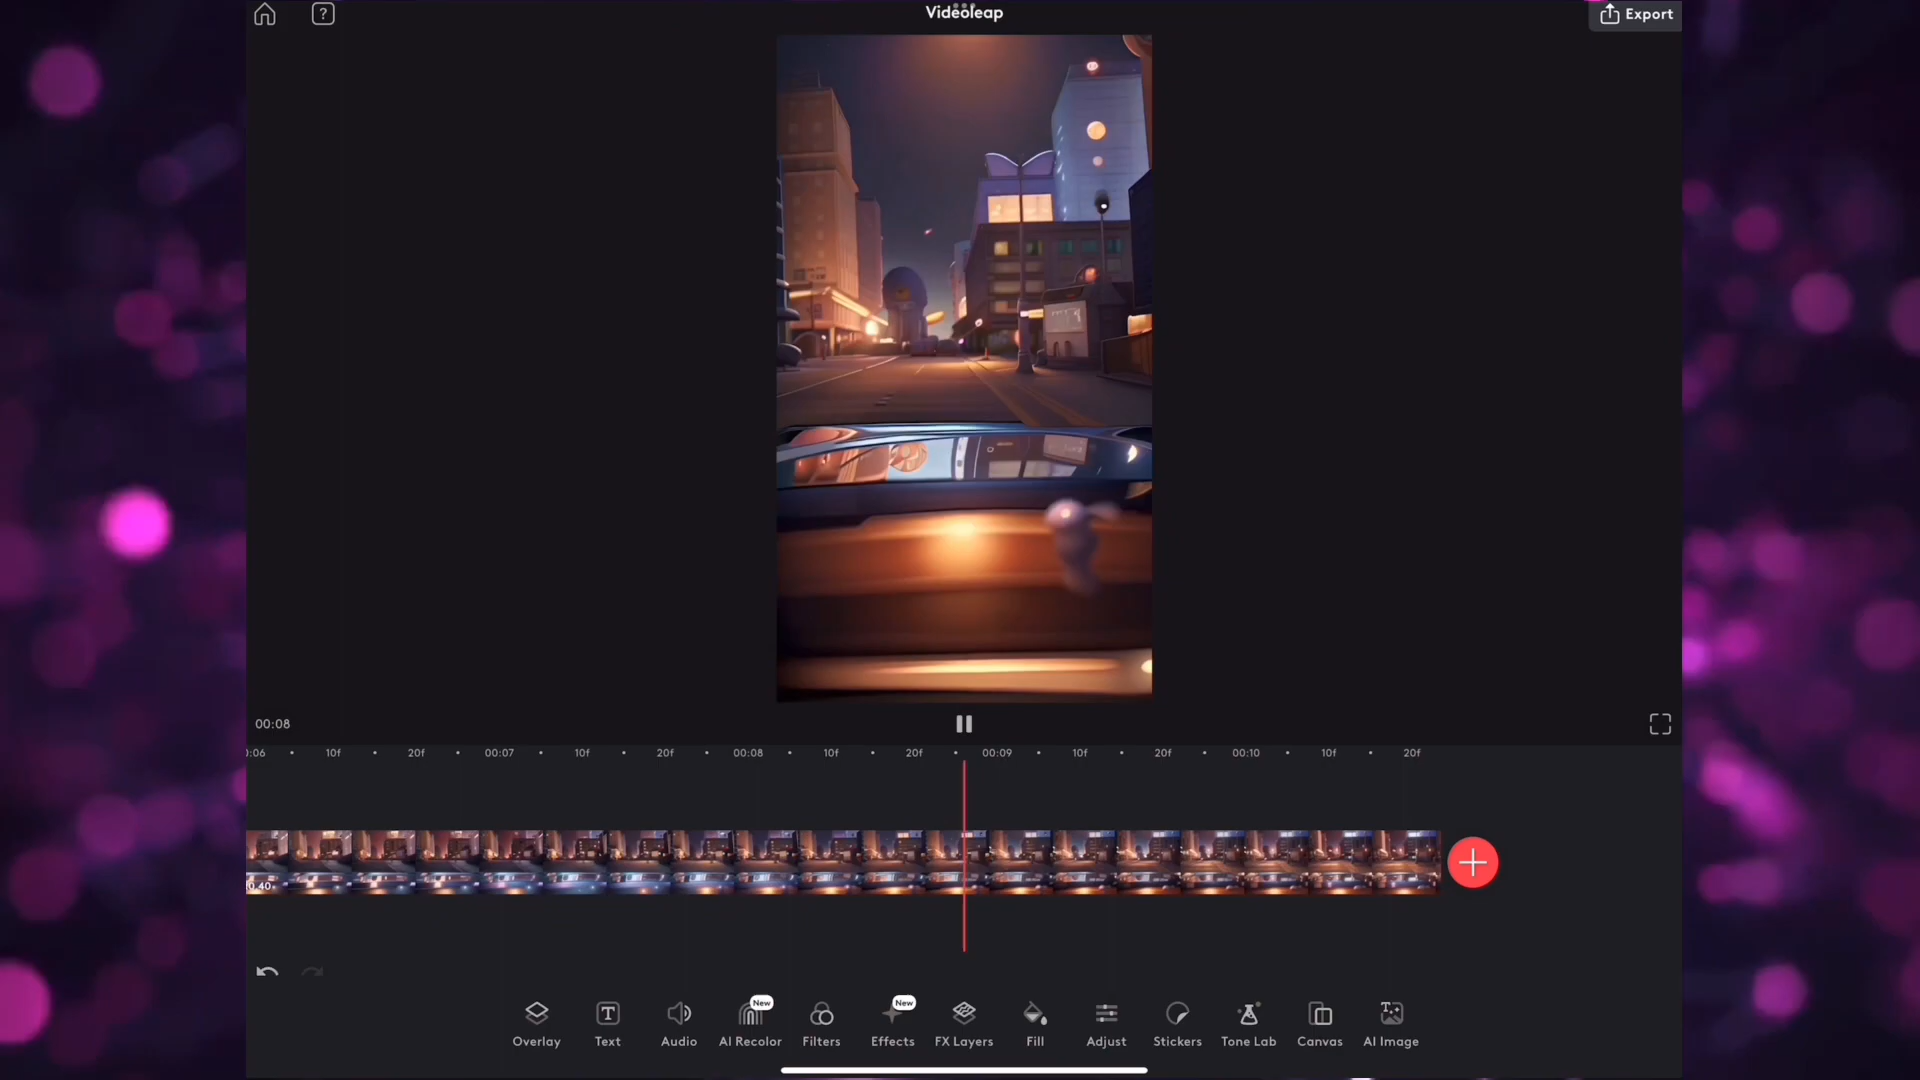 Videoleap
Export
00:08
0:06 10f 20f 00:07 10f 20f 00:08 10f 20f 00:09 10f 20f 00:10 10f 20f
0.40
New New
Overlay Text Audio AI Recolor Filters Effects FX Layers Fill Adjust Stickers Tone Lab Canvas AI Image